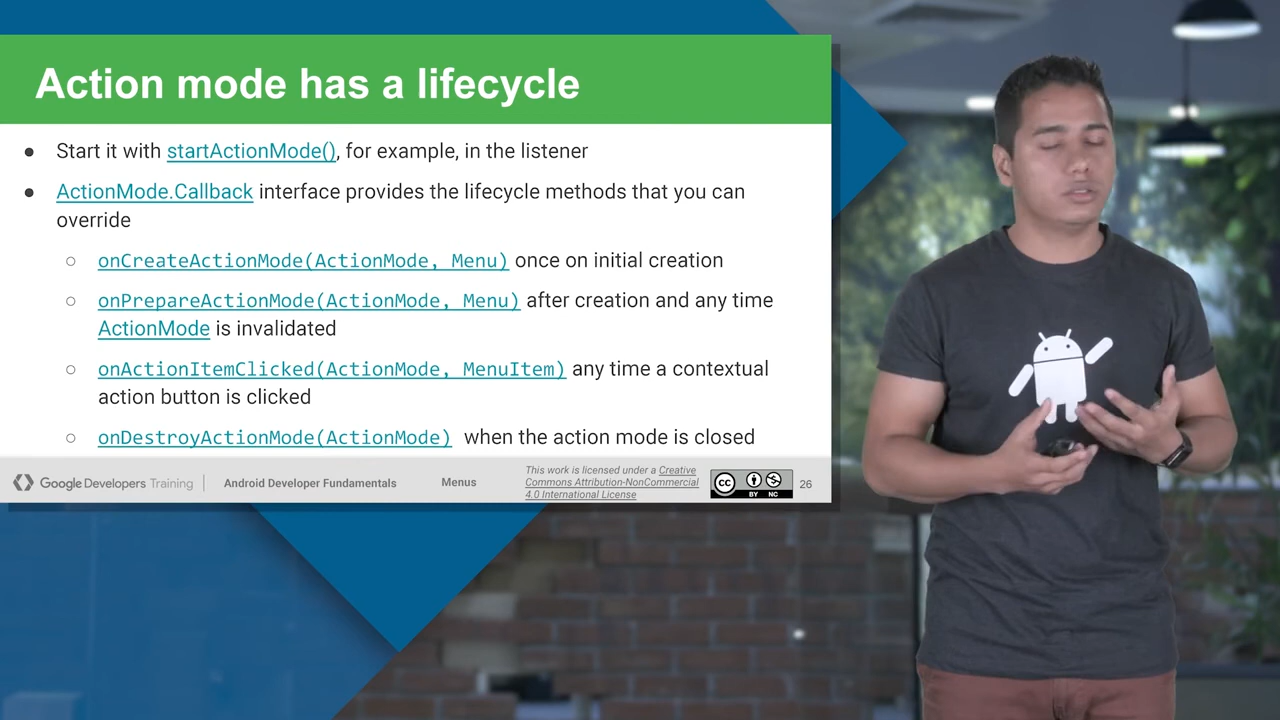 Action mode has a lifecycle
● Start it with startActionMode(), for example, in the listener
● ActionMode.Callback interface provides the lifecycle methods that you can
override
○ onCreateActionMode(ActionMode, Menu) once on initial creation
○ onPrepareActionMode(ActionMode, Menu) after creation and any time
ActionMode is invalidated
○ onActionItemClicked(ActionMode, MenuItem) any time a contextual
action button is clicked
○ onDestroyActionMode(ActionMode) when the action mode is closed
Google Developers Training
Android Developer Fundamentals
Menus
This work is licensed under a Creative
Commons Attribution-NonCommercial
4.0 International License
cc BY NC
26